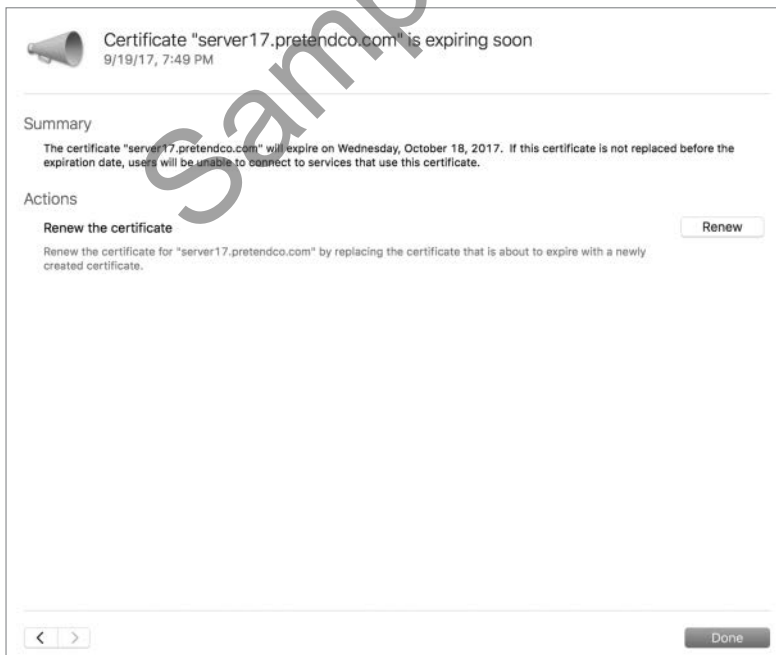 Certificate "server17.pretendco.com" is expiring soon
9/19/17, 7:49 PM
Summary
The certificate "server17.pretendco.com" will expire on Wednesday, October 18, 2017. If this certificate is not replaced before the
expiration date, users will be unable to connect to services that use this certificate.
Actions
Renew the certificate
Renew
Renew the certificate for "server17.pretendco.com" by replacing the certificate that is about to expire with a newly
created certificate.
Done
Samp